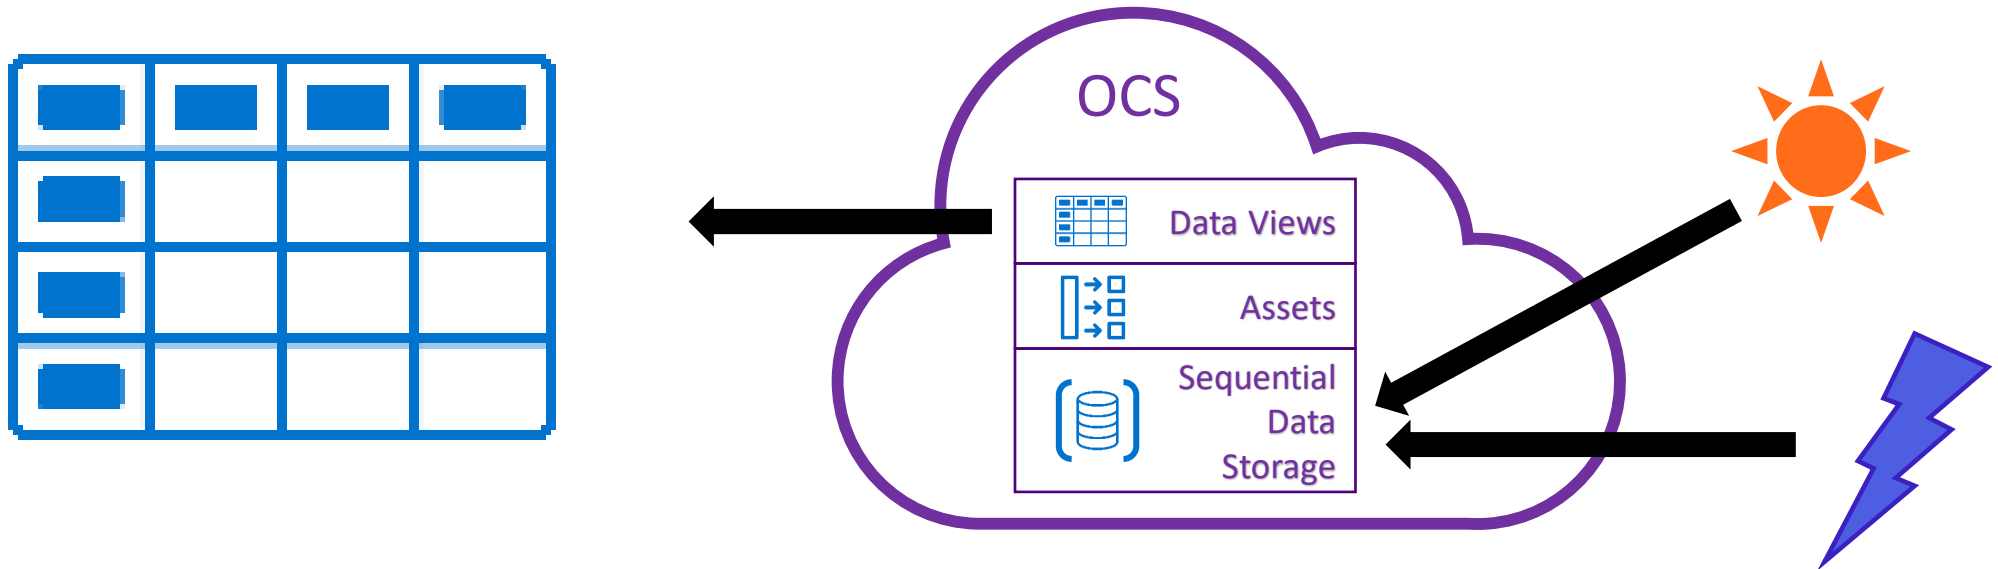 OCS
Data Views
Assets
Sequential
Data
Storage